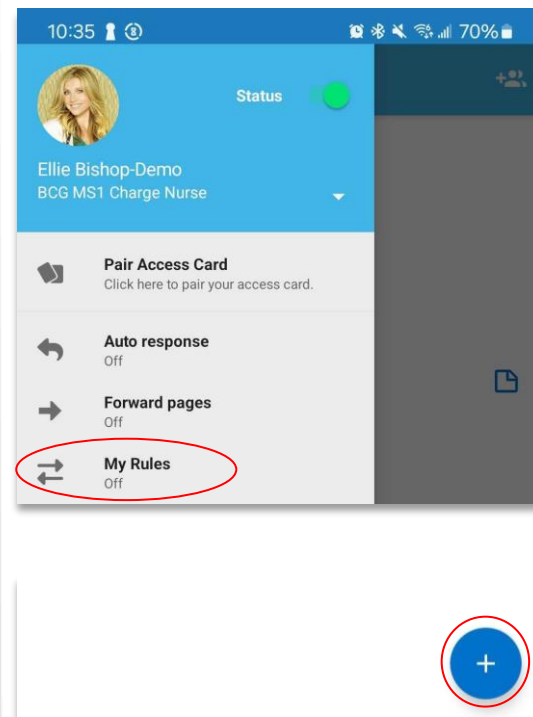 10:35 70%
Status
Ellie Bishop-Demo
BCG MS1 Charge Nurse
Pair Access Card
Click here to pair your access card.
Auto response
Off
Forward pages
Off
My Rules
Off
+